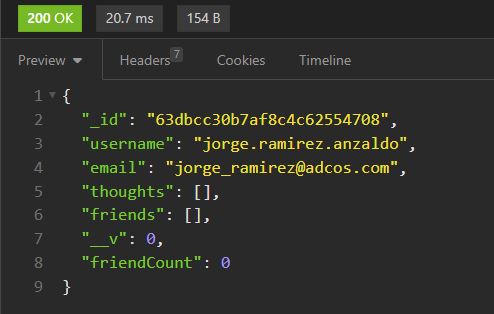 200 OK 20.7 ms 154 B
Preview Headers 7 Cookies Timeline
1 {
2 "_id": "63dbcc30b7af8c4c62554708",
3 "username": "jorge.ramirez.anzaldo",
4 "email": "jorge_ramirez@adcos.com",
5 "thoughts": [],
6 "friends": [],
7 "__v": 0,
8 "friendCount": 0
9 }